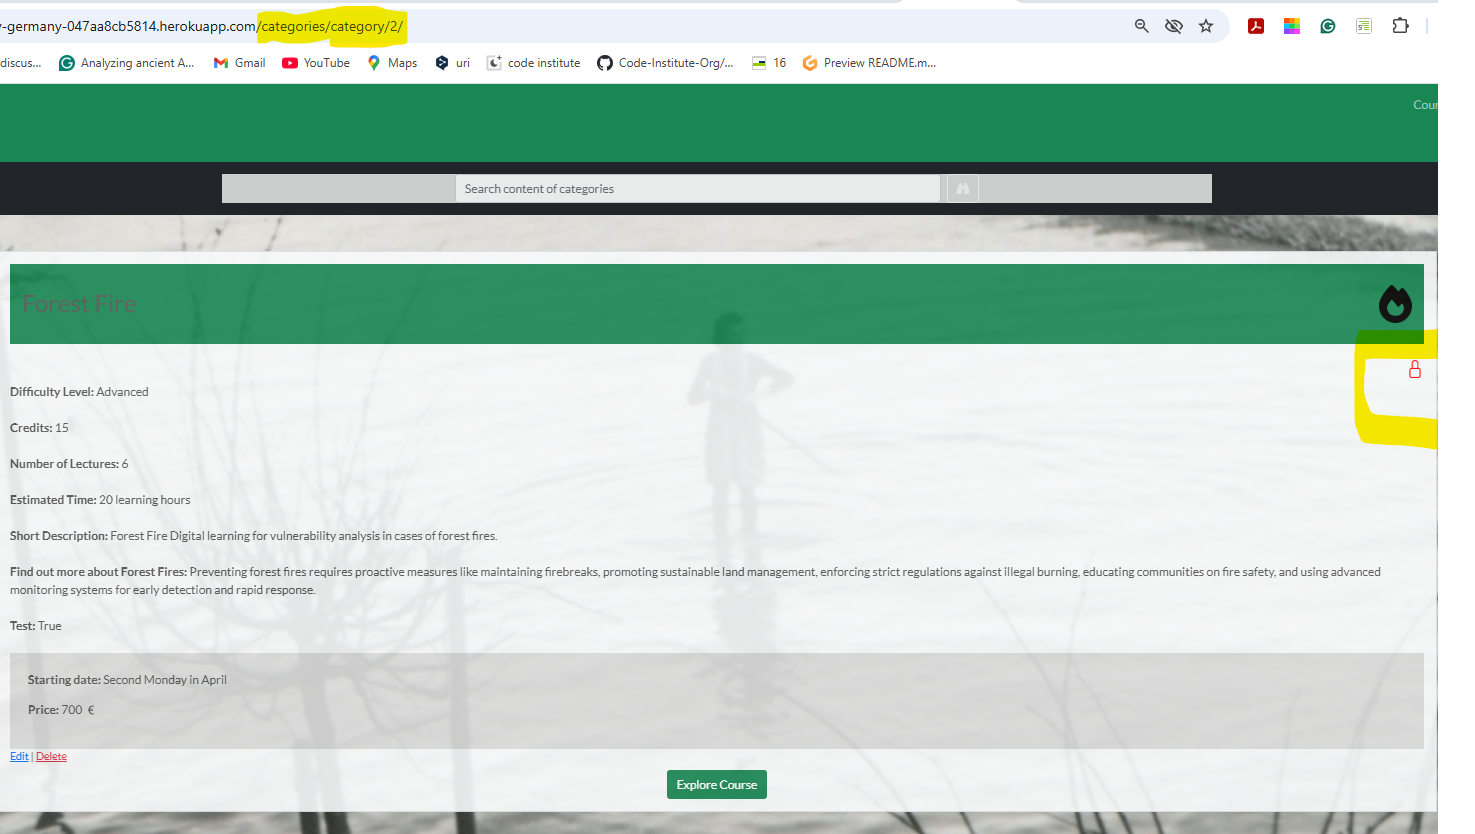 -germany-047aa8cb5814.herokuapp.com/categories/category/2/
discus... Analyzing ancient A... Gmail YouTube Maps uri code institute Code-Institute-Org/... 16 Preview README.m...
Cour
Search content of categories
Forest Fire
Difficulty Level: Advanced
Credits: 15
Number of Lectures: 6
Estimated Time: 20 learning hours
Short Description: Forest Fire Digital learning for vulnerability analysis in cases of forest fires.
Find out more about Forest Fires: Preventing forest fires requires proactive measures like maintaining firebreaks, promoting sustainable land management, enforcing strict regulations against illegal burning, educating communities on fire safety, and using advanced
monitoring systems for early detection and rapid response.
Test: True
Starting date: Second Monday in April
Price: 700 €
Edit | Delete
Explore Course